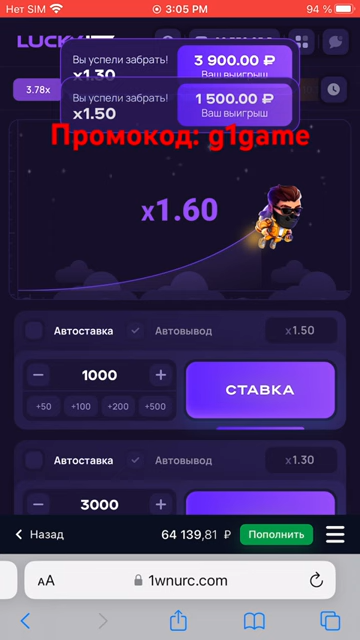 Нет SIM 3:05 PM 94 %
LUCKY
Вы успели забрать! 3 900.00 ₽
x1.30 Ваш выигрыш
Вы успели забрать! 1 500.00 ₽
x1.50 Ваш выигрыш
3.78x
Промокод: g1game
x1.60
Автоставка Автовывод x1.50
− 1000 +
СТАВКА
+50 +100 +200 +500
Автоставка Автовывод x1.30
− 3000 +
Назад 64 139,81 ₽ Пополнить
AA 1wnurc.com